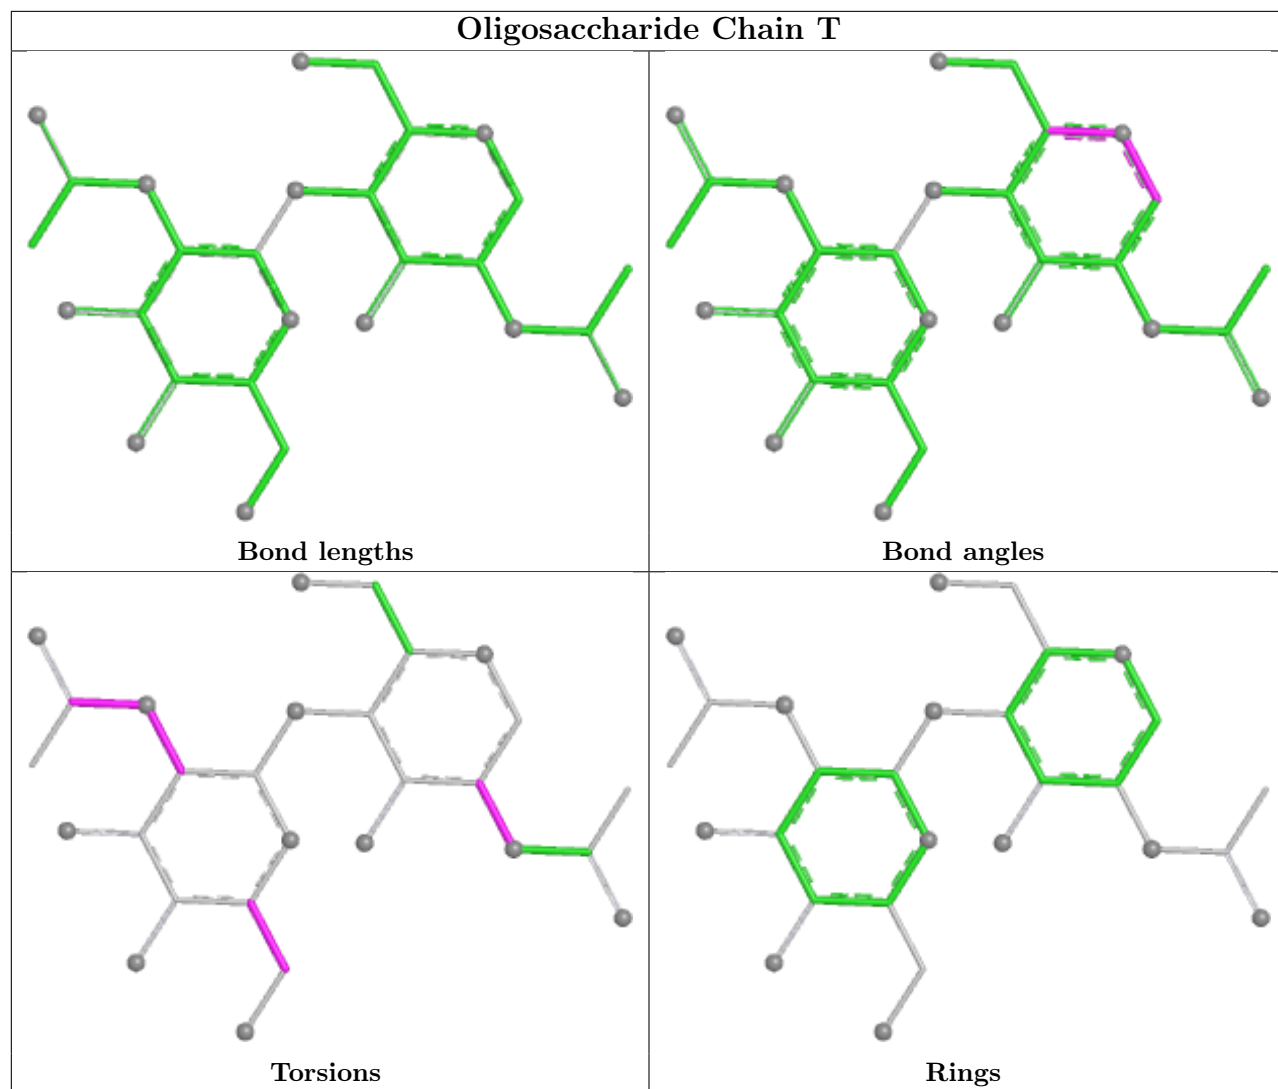 Oligosaccharide Chain T
Bond lengths
Bond angles
Torsions
Rings